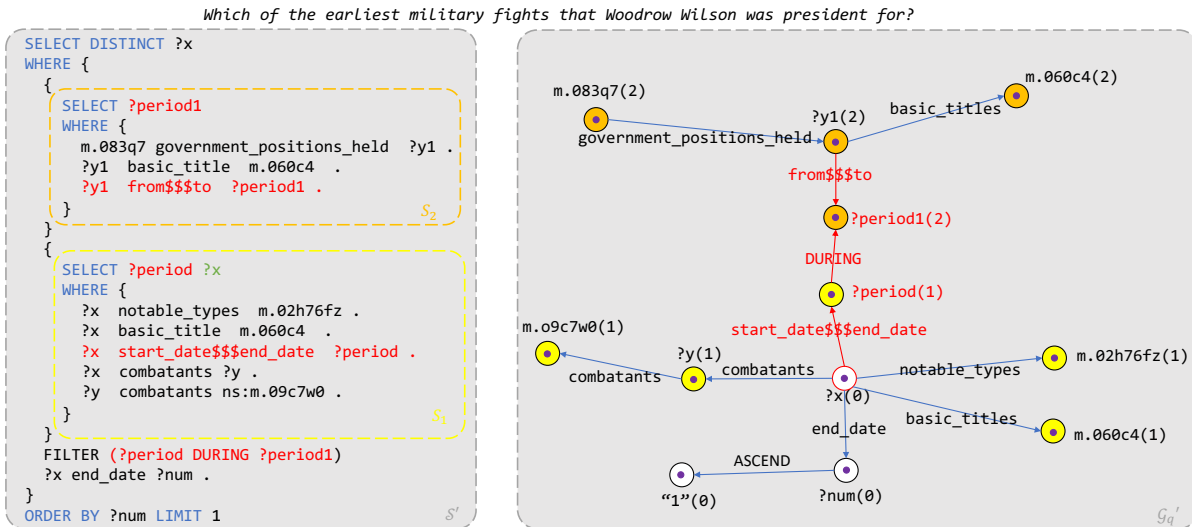 Which of the earliest military fights that Woodrow Wilson was president for?
SELECT DISTINCT ?x
WHERE {
{
SELECT ?period1
WHERE {
m.083q7 government_positions_held ?y1 .
?y1 basic_title m.060c4 .
?y1 from$$$to ?period1 .
}
S2
}
{
SELECT ?period ?x
WHERE {
?x notable_types m.02h76fz .
?x basic_title m.060c4 .
?x start_date$$$end_date ?period .
?x combatants ?y .
?y combatants ns:m.09c7w0 .
}
S1
}
FILTER (?period DURING ?period1)
?x end_date ?num .
}
ORDER BY ?num LIMIT 1
S'
m.083q7(2)
m.060c4(2)
?y1(2)
basic_titles
government_positions_held
from$$$to
?period1(2)
DURING
?period(1)
m.o9c7w0(1)
start_date$$$end_date
?y(1)
m.02h76fz(1)
combatants
combatants
notable_types
?x(0)
basic_titles
end_date
m.060c4(1)
ASCEND
“1”(0)
?num(0)
Gq'